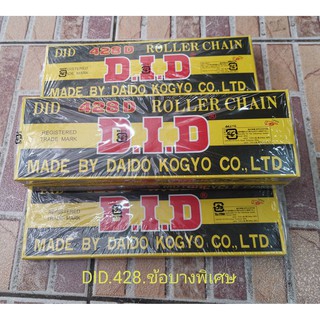 DID 428 D ROLLER CHAIN
D.I.D
MADE BY DAIDO KOGYO CO., LTD.
DID 428 D ROLLER CHAIN
REGISTERED
TRADE MARK
D.I.D
MADE BY DAIDO KOGYO CO., LTD.
D.I.D
REGISTERED
TRADE MARK
MADE BY DAIDO KOGYO CO., LTD.
DID.428.ข้อบางพิเศษ